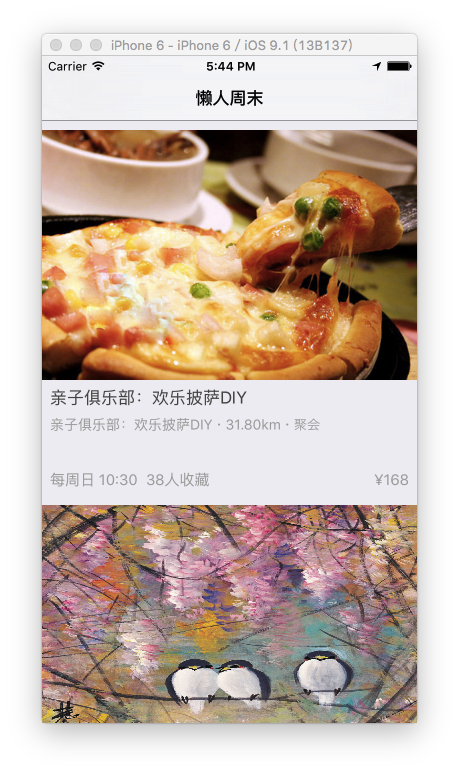 iPhone 6 - iPhone 6 / iOS 9.1 (13B137)
Carrier 5:44 PM
懒人周末
亲子俱乐部：欢乐披萨DIY
亲子俱乐部：欢乐披萨DIY · 31.80km · 聚会
每周日 10:30 38人收藏 ¥168